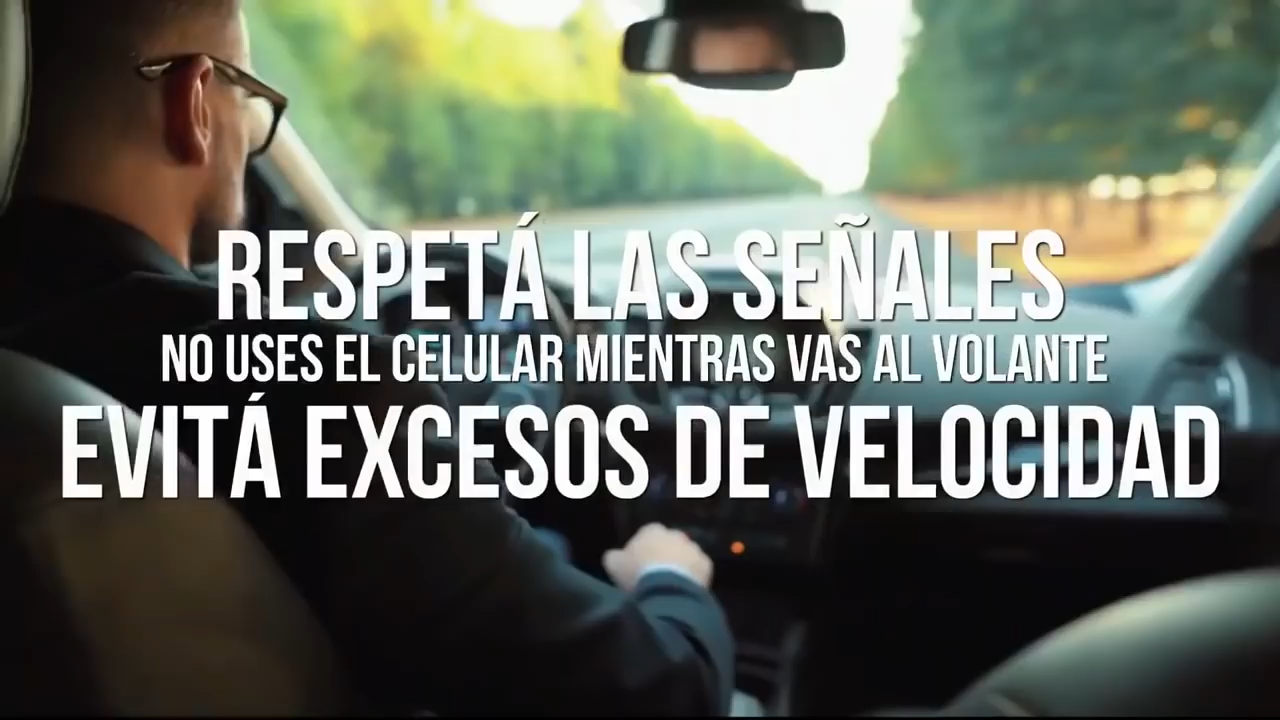 RESPETÁ LAS SEÑALES
NO USES EL CELULAR MIENTRAS VAS AL VOLANTE
EVITÁ EXCESOS DE VELOCIDAD